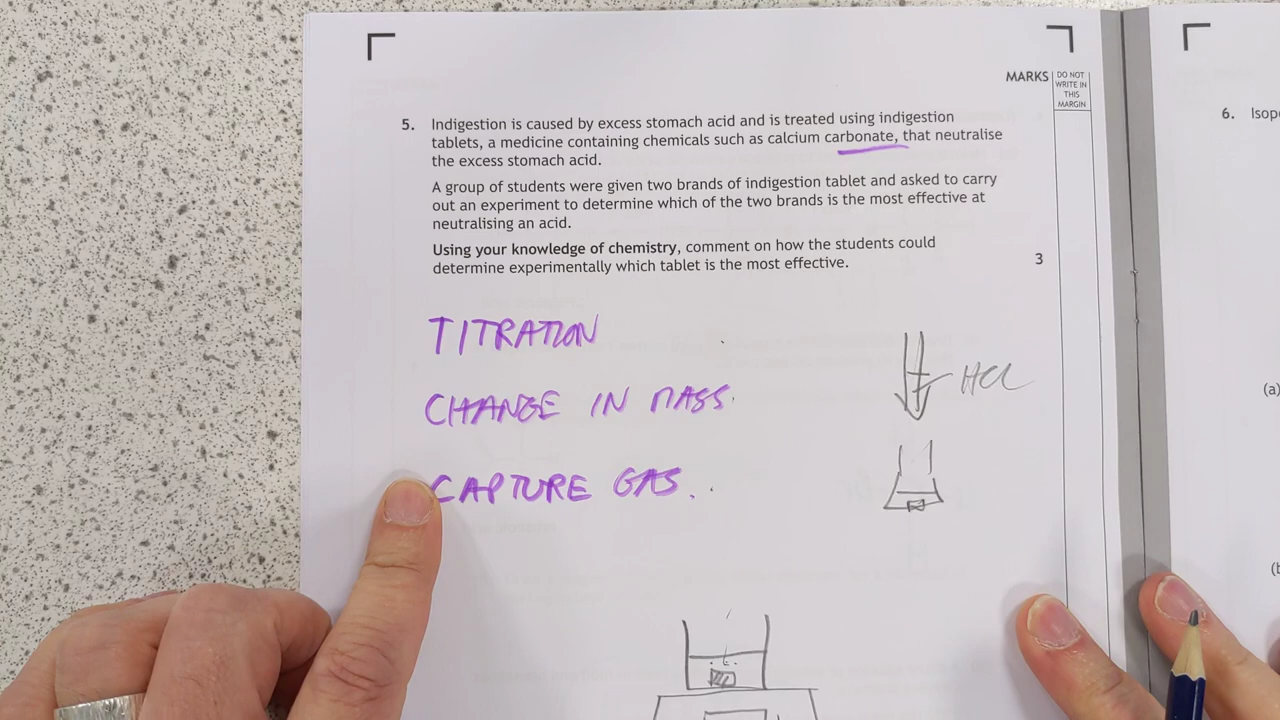 MARKS
DO NOT
WRITE IN
THIS
MARGIN
5. Indigestion is caused by excess stomach acid and is treated using indigestion
tablets, a medicine containing chemicals such as calcium carbonate, that neutralise
the excess stomach acid.
A group of students were given two brands of indigestion tablet and asked to carry
out an experiment to determine which of the two brands is the most effective at
neutralising an acid.
Using your knowledge of chemistry, comment on how the students could
determine experimentally which tablet is the most effective.
3
TITRATION
CHANGE IN MASS.
CAPTURE GAS.
HCl
6. Isop
(a)
(b